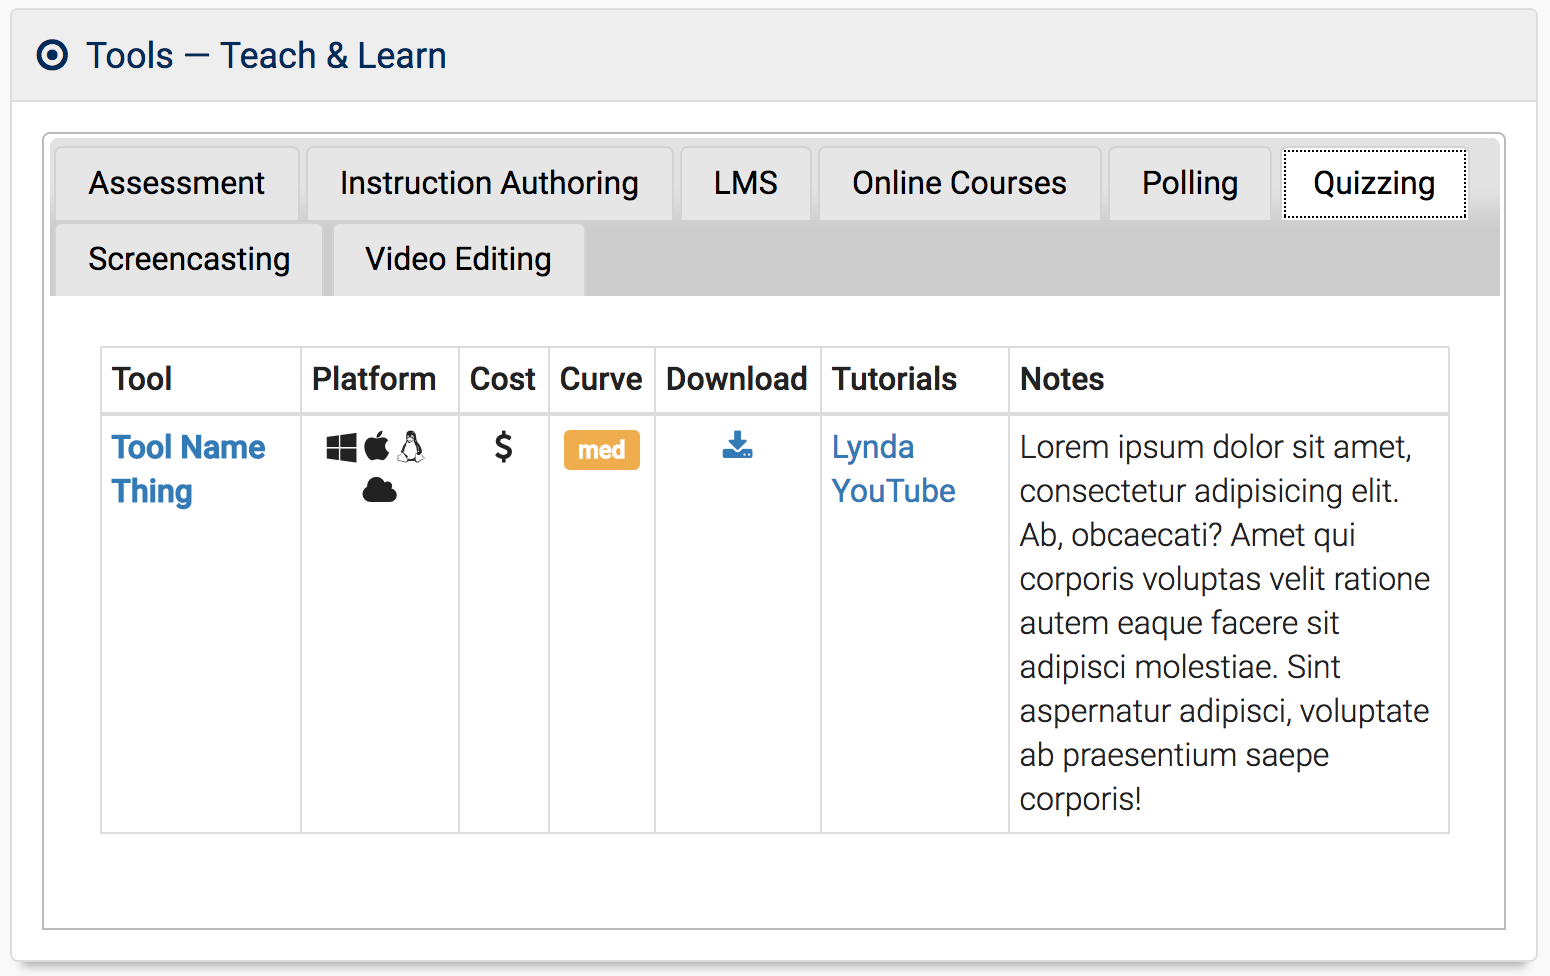 Tools — Teach & Learn
Assessment Instruction Authoring LMS Online Courses Polling Quizzing
Screencasting Video Editing
Tool Platform Cost Curve Download Tutorials Notes
Tool Name $ med Lynda Lorem ipsum dolor sit amet,
Thing YouTube consectetur adipisicing elit.
Ab, obcaecati? Amet qui
corporis voluptas velit ratione
autem eaque facere sit
adipisci molestiae. Sint
aspernatur adipisci, voluptate
ab praesentium saepe
corporis!